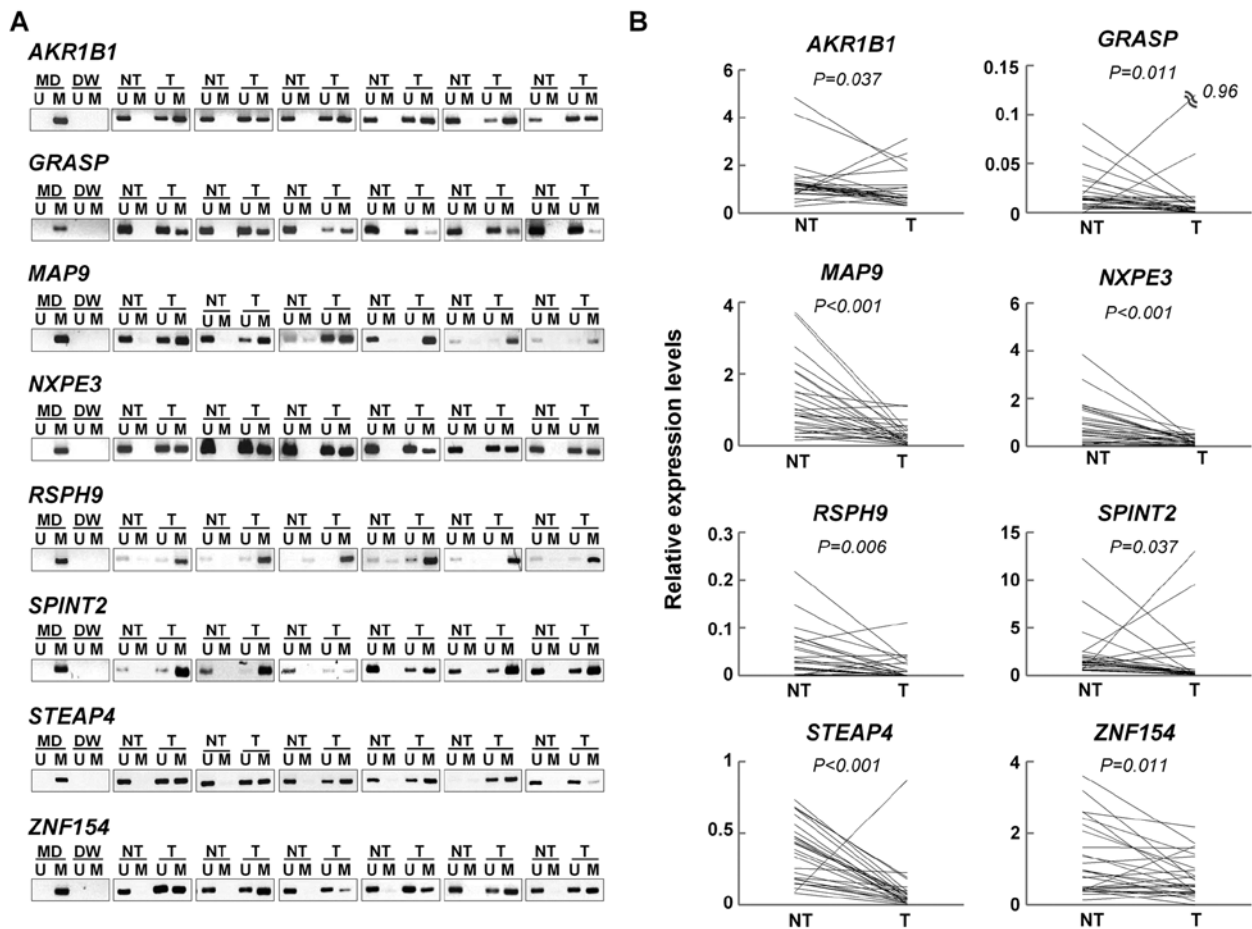 A
AKR1B1
MD DW NT T NT T NT T NT T NT T NT T
U M U M U M U M U M U M U M U M U M U M U M U M U M U M
GRASP
MD DW NT T NT T NT T NT T NT T NT T
U M U M U M U M U M U M U M U M U M U M U M U M U M U M
MAP9
MD DW NT T NT T NT T NT T NT T NT T
U M U M U M U M U M U M U M U M U M U M U M U M U M U M
NXPE3
MD DW NT T NT T NT T NT T NT T NT T
U M U M U M U M U M U M U M U M U M U M U M U M U M U M
RSPH9
MD DW NT T NT T NT T NT T NT T NT T
U M U M U M U M U M U M U M U M U M U M U M U M U M U M
SPINT2
MD DW NT T NT T NT T NT T NT T NT T
U M U M U M U M U M U M U M U M U M U M U M U M U M U M
STEAP4
MD DW NT T NT T NT T NT T NT T NT T
U M U M U M U M U M U M U M U M U M U M U M U M U M U M
ZNF154
MD DW NT T NT T NT T NT T NT T NT T
U M U M U M U M U M U M U M U M U M U M U M U M U M U M
B
Relative expression levels
AKR1B1
P=0.037
6
4
2
0
NT T
GRASP
P=0.011
0.96
0.15
0.1
0.05
0
NT T
MAP9
P<0.001
4
2
0
NT T
NXPE3
P<0.001
6
4
2
0
NT T
RSPH9
P=0.006
0.3
0.2
0.1
0
NT T
SPINT2
P=0.037
15
10
5
0
NT T
STEAP4
P<0.001
1
0.5
0
NT T
ZNF154
P=0.011
4
2
0
NT T